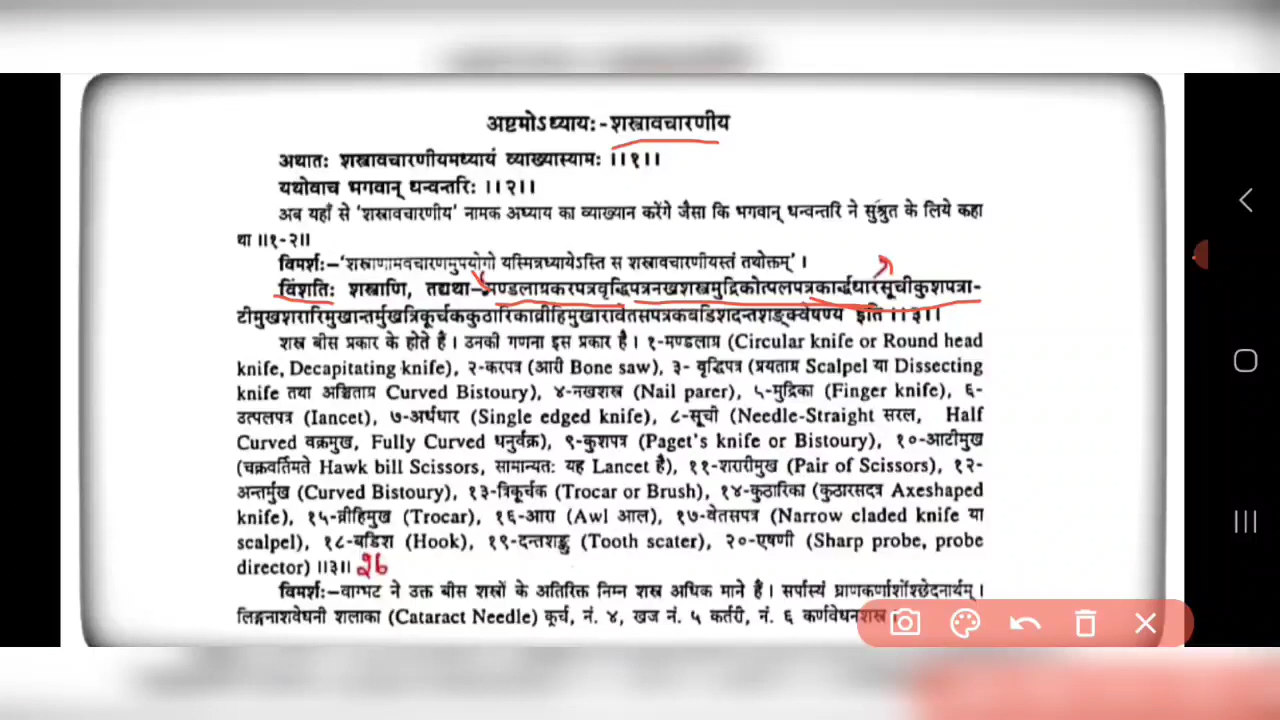 अष्टमोऽध्यायः-शस्त्रावचारणीय
अथातः शस्त्रावचारणीयमध्यायं व्याख्यास्यामः ।।१।।
यथोवाच भगवान् धन्वन्तरिः ।।२।।
अब यहाँ से ‘शस्त्रावचारणीय’ नामक अध्याय का व्याख्यान करेंगे जैसा कि भगवान् धन्वन्तरि ने सुश्रुत के लिये कहा
था ॥१-२॥
विमर्शः-‘शस्त्राणामवचारणमुपयोगो यस्मिन्नध्यायेऽस्ति स शस्त्रावचारणीयस्तं तथोक्तम्’ ।
विंशतिः शस्त्राणि, तद्यथा-मण्डलाग्रकरपत्रवृद्धिपत्रनखशस्त्रमुद्रिकोत्पलपत्रकार्द्धधारसूचीकुशपत्रा-
टीमुखशरारिमुखान्तर्मुखत्रिकूर्चककुठारिकाव्रीहिमुखारावेतसपत्रकबडिशदन्तशङ्क्वेषण्य इति ।।३।।
शस्त्र बीस प्रकार के होते हैं । उनकी गणना इस प्रकार है । १-मण्डलाग्र (Circular knife or Round head
knife, Decapitating knife), २-करपत्र (आरी Bone saw), ३- वृद्धिपत्र (प्रयताग्र Scalpel या Dissecting
knife तथा अञ्चिताग्र Curved Bistoury), ४-नखशस्त्र (Nail parer), ५-मुद्रिका (Finger knife), ६-
उत्पलपत्र (Iancet), ७-अर्धधार (Single edged knife), ८-सूची (Needle-Straight सरल, Half
Curved वक्रमुख, Fully Curved धनुर्वक्र), ९-कुशपत्र (Paget's knife or Bistoury), १०-आटीमुख
(चक्रवर्तिमते Hawk bill Scissors, सामान्यतः यह Lancet है), ११-शरारीमुख (Pair of Scissors), १२-
अन्तर्मुख (Curved Bistoury), १३-त्रिकूर्चक (Trocar or Brush), १४-कुठारिका (कुठारसदत्र Axeshaped
knife), १५-व्रीहिमुख (Trocar), १६-आरा (Awl आल), १७-वेतसपत्र (Narrow claded knife या
scalpel), १८-बडिश (Hook), १९-दन्तशङ्कु (Tooth scater), २०-एषणी (Sharp probe, probe
director) ।।३।। २६
विमर्शः-वाग्भट ने उक्त बीस शस्त्रों के अतिरिक्त निम्न शस्त्र अधिक माने हैं । सर्पास्यं घ्राणकर्णार्शोश्छेदनार्थम् ।
लिङ्गनाशवेधनी शलाका (Cataract Needle) कूर्च, नं. ४, खज नं. ५ कर्तरी, नं. ६ कर्णवेधनशस्त्र ।